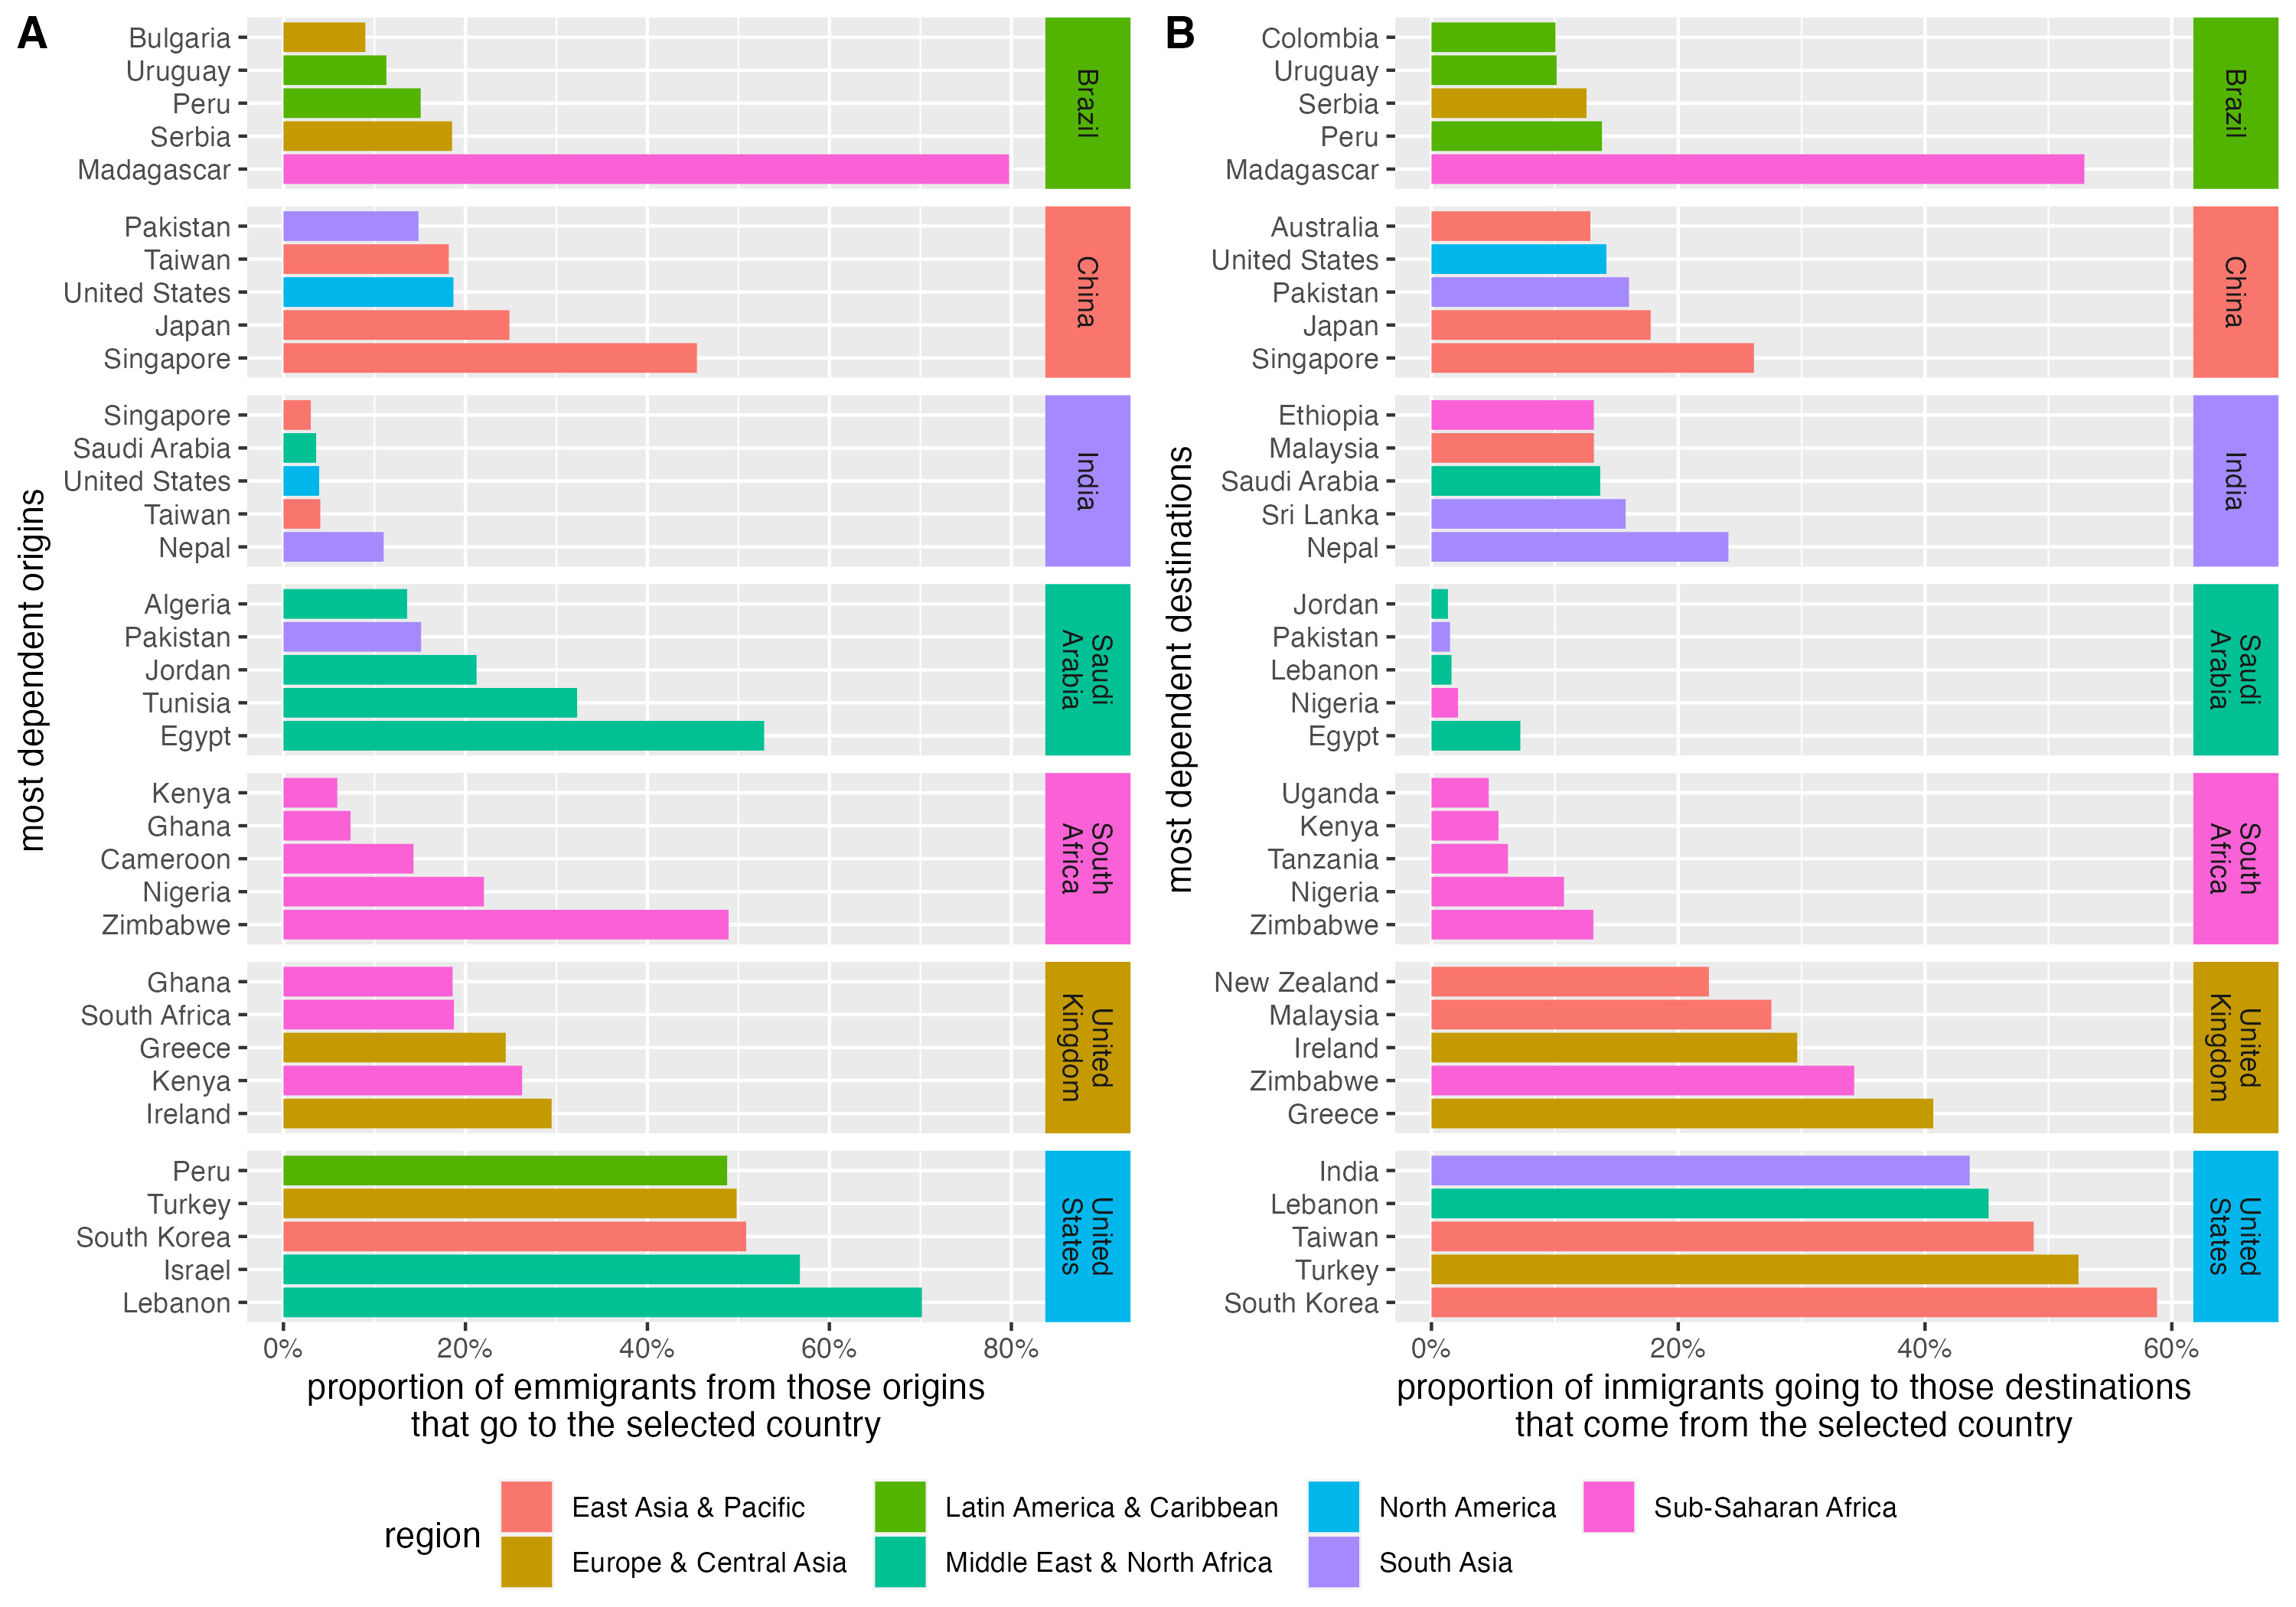 A
most dependent origins
Bulgaria
Uruguay
Peru
Serbia
Madagascar
Brazil
Pakistan
Taiwan
United States
Japan
Singapore
China
Singapore
Saudi Arabia
United States
Taiwan
Nepal
India
Algeria
Pakistan
Jordan
Tunisia
Egypt
Saudi
Arabia
Kenya
Ghana
Cameroon
Nigeria
Zimbabwe
South
Africa
Ghana
South Africa
Greece
Kenya
Ireland
United
Kingdom
Peru
Turkey
South Korea
Israel
Lebanon
United
States
0% 20% 40% 60% 80%
proportion of emmigrants from those origins
that go to the selected country
B
most dependent destinations
Colombia
Uruguay
Serbia
Peru
Madagascar
Brazil
Australia
United States
Pakistan
Japan
Singapore
China
Ethiopia
Malaysia
Saudi Arabia
Sri Lanka
Nepal
India
Jordan
Pakistan
Lebanon
Nigeria
Egypt
Saudi
Arabia
Uganda
Kenya
Tanzania
Nigeria
Zimbabwe
South
Africa
New Zealand
Malaysia
Ireland
Zimbabwe
Greece
United
Kingdom
India
Lebanon
Taiwan
Turkey
South Korea
United
States
0% 20% 40% 60%
proportion of inmigrants going to those destinations
that come from the selected country
region
East Asia & Pacific
Europe & Central Asia
Latin America & Caribbean
Middle East & North Africa
North America
South Asia
Sub-Saharan Africa